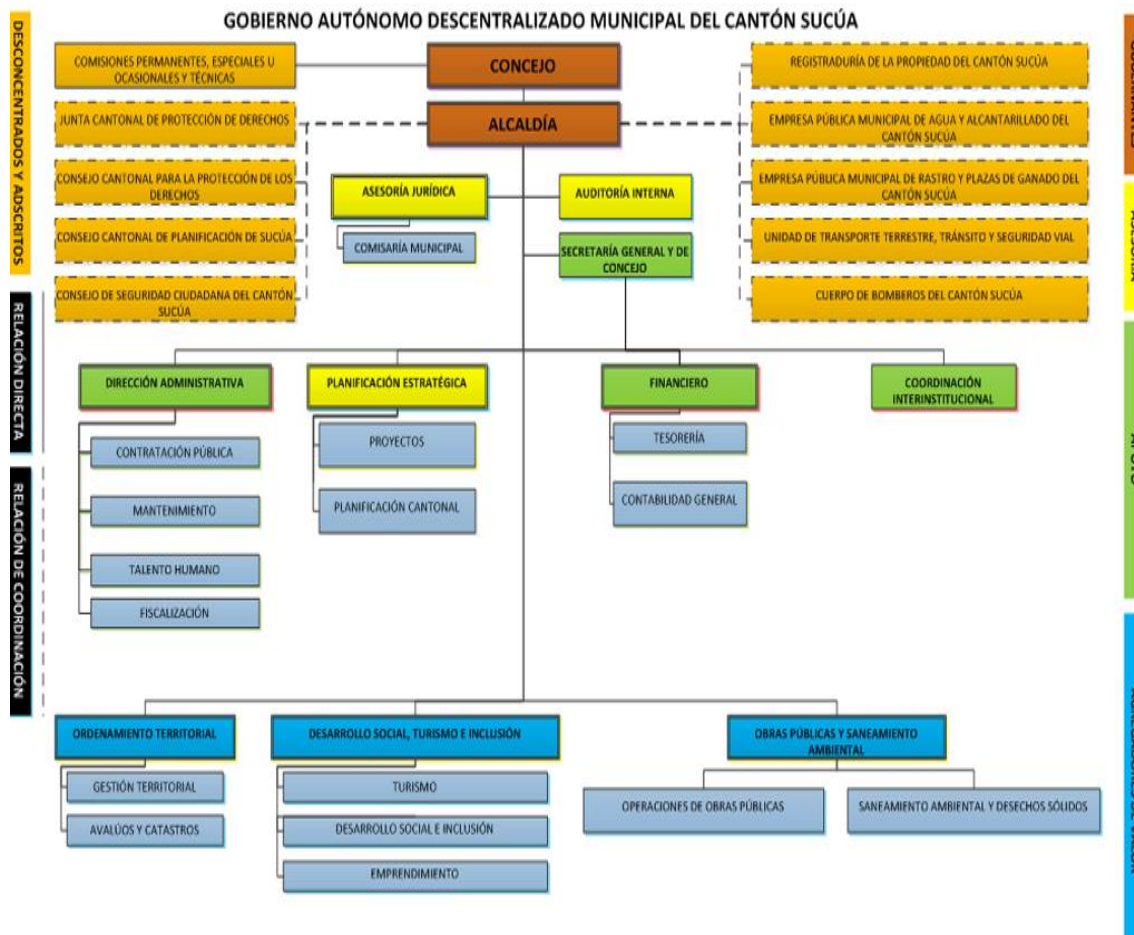 GOBIERNO AUTÓNOMO DESCENTRALIZADO MUNICIPAL DEL CANTÓN SUCÚA
DESCONCENTRADOS Y ADSCRITOS
RELACIÓN DIRECTA
RELACIÓN DE COORDINACIÓN
COMISIONES PERMANENTES, ESPECIALES U
OCASIONALES Y TÉCNICAS
CONCEJO
REGISTRADURÍA DE LA PROPIEDAD DEL CANTÓN SUCÚA
JUNTA CANTONAL DE PROTECCIÓN DE DERECHOS
ALCALDÍA
EMPRESA PÚBLICA MUNICIPAL DE AGUA Y ALCANTARILLADO DEL
CANTÓN SUCÚA
CONSEJO CANTONAL PARA LA PROTECCIÓN DE LOS
DERECHOS
ASESORÍA JURÍDICA
AUDITORÍA INTERNA
EMPRESA PÚBLICA MUNICIPAL DE RASTRO Y PLAZAS DE GANADO DEL
CANTÓN SUCÚA
CONSEJO CANTONAL DE PLANIFICACIÓN DE SUCÚA
COMISARÍA MUNICIPAL
SECRETARÍA GENERAL Y DE
CONCEJO
UNIDAD DE TRANSPORTE TERRESTRE, TRÁNSITO Y SEGURIDAD VIAL
CONSEJO DE SEGURIDAD CIUDADANA DEL CANTÓN
SUCÚA
CUERPO DE BOMBEROS DEL CANTÓN SUCÚA
DIRECCIÓN ADMINISTRATIVA
PLANIFICACIÓN ESTRATÉGICA
FINANCIERO
COORDINACIÓN
INTERINSTITUCIONAL
CONTRATACIÓN PÚBLICA
MANTENIMIENTO
TALENTO HUMANO
FISCALIZACIÓN
PROYECTOS
PLANIFICACIÓN CANTONAL
TESORERÍA
CONTABILIDAD GENERAL
ORDENAMIENTO TERRITORIAL
DESARROLLO SOCIAL, TURISMO E INCLUSIÓN
OBRAS PÚBLICAS Y SANEAMIENTO
AMBIENTAL
GESTIÓN TERRITORIAL
AVALÚOS Y CATASTROS
TURISMO
DESARROLLO SOCIAL E INCLUSIÓN
EMPRENDIMIENTO
OPERACIONES DE OBRAS PÚBLICAS
SANEAMIENTO AMBIENTAL Y DESECHOS SÓLIDOS